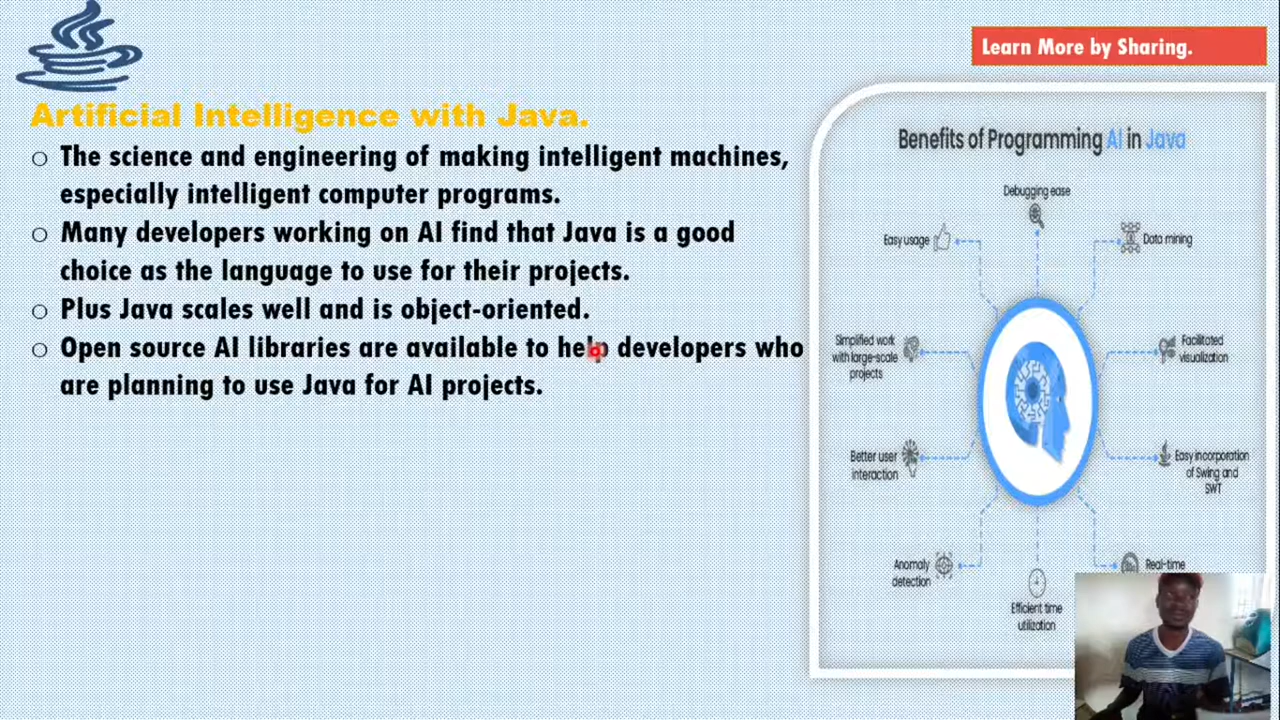 Learn More by Sharing.
Artificial Intelligence with Java.
The science and engineering of making intelligent machines,
especially intelligent computer programs.
Many developers working on AI find that Java is a good
choice as the language to use for their projects.
Plus Java scales well and is object-oriented.
Open source AI libraries are available to help developers who
are planning to use Java for AI projects.
Benefits of Programming AI in Java
Debugging ease
Easy usage
Data mining
Simplified work
with large-scale
projects
Facilitated
visualization
Better user
interaction
Easy incorporation
of Swing and
SWT
Anomaly
detection
Real-time
Efficient time
utilization